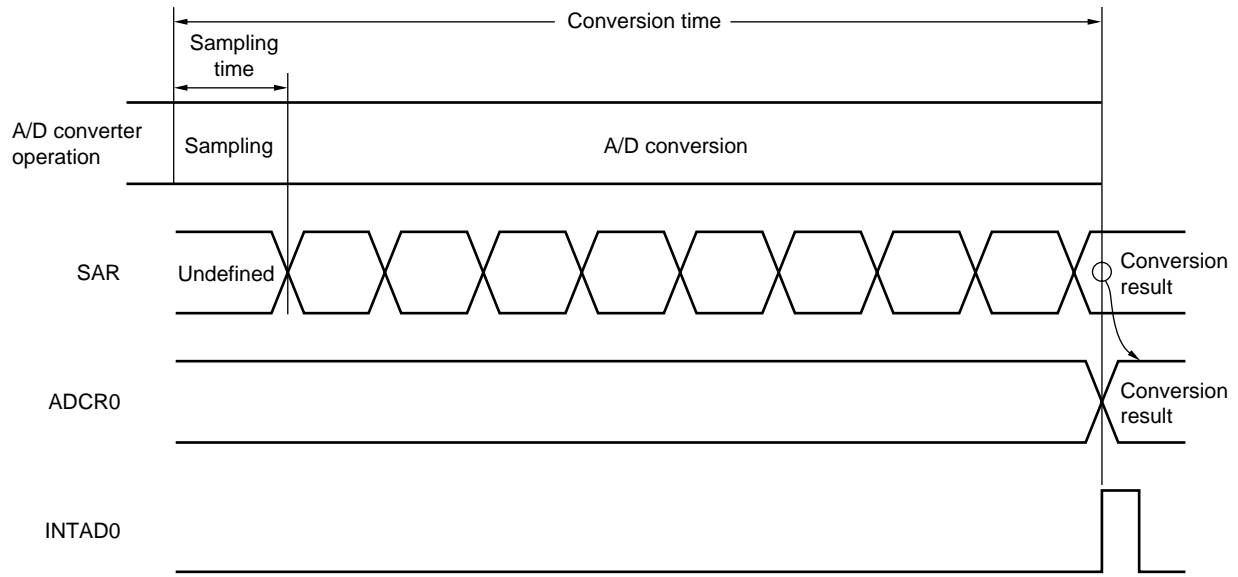 Conversion time
Sampling
time
A/D converter
operation
Sampling
A/D conversion
SAR
Undefined
Conversion
result
ADCR0
Conversion
result
INTAD0